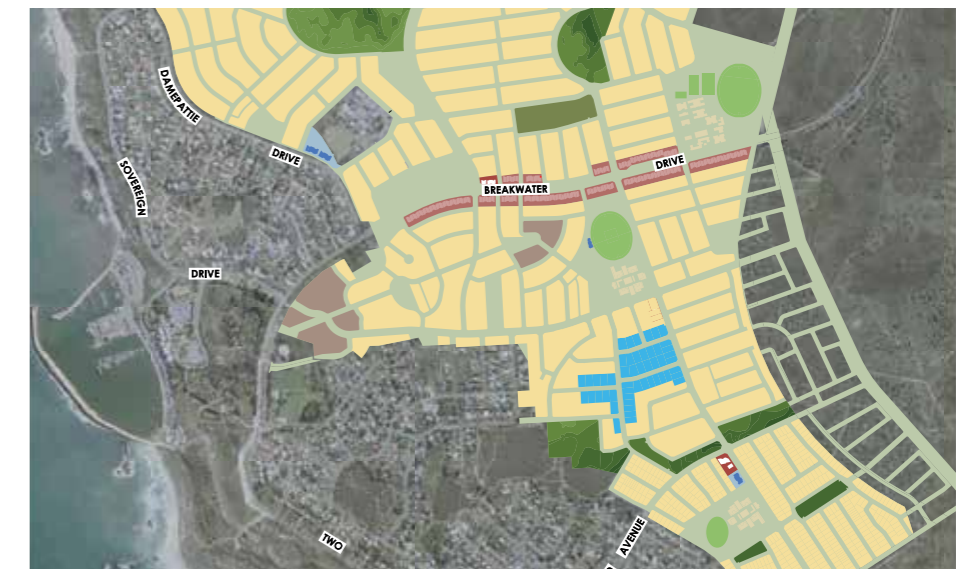 DAMEPATTIE
DRIVE
SOVEREIGN
DRIVE
BREAKWATER
DRIVE
TWO
AVENUE